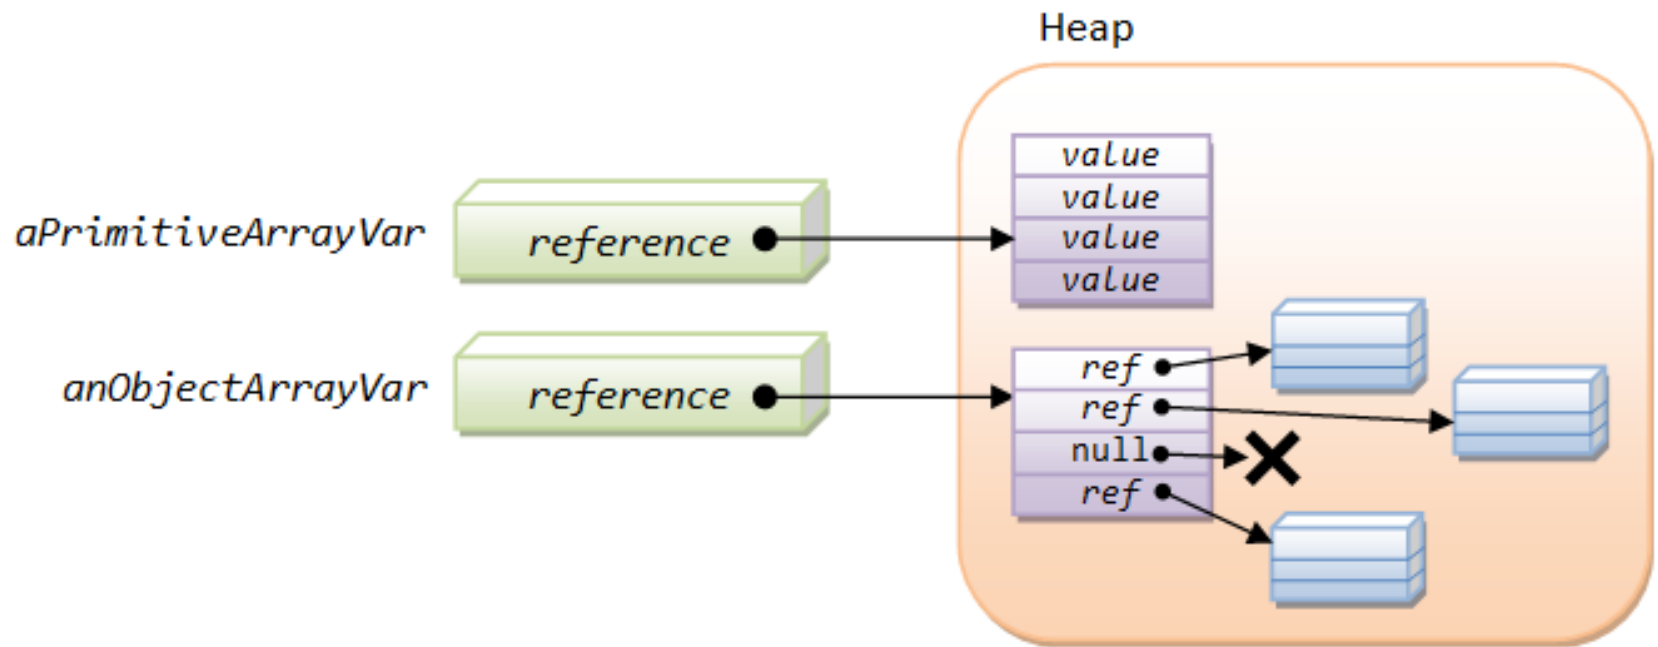 Heap
aPrimitiveArrayVar
reference
value
value
value
value
anObjectArrayVar
reference
ref
ref
null
ref